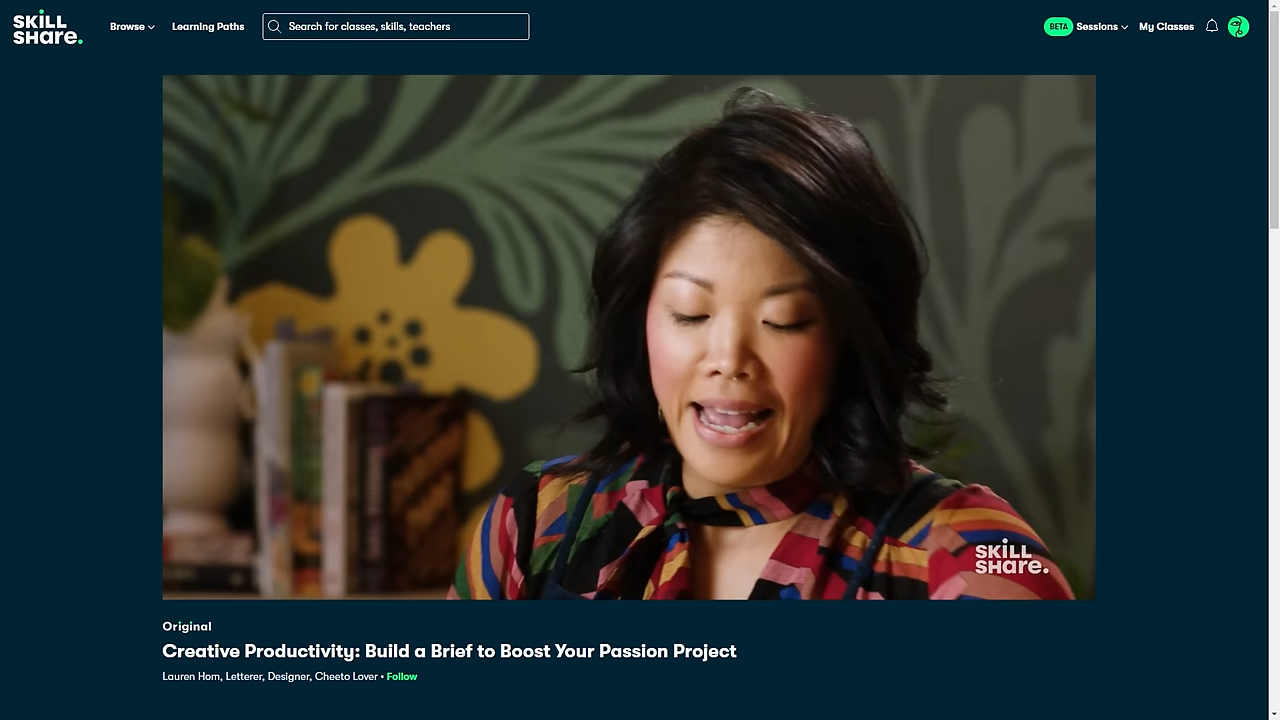 SKILL
SHARE.
Browse
Learning Paths
Search for classes, skills, teachers
BETA
Sessions
My Classes
SKILL
SHARE.
Original
Creative Productivity: Build a Brief to Boost Your Passion Project
Lauren Hom, Letterer, Designer, Cheeto Lover • Follow